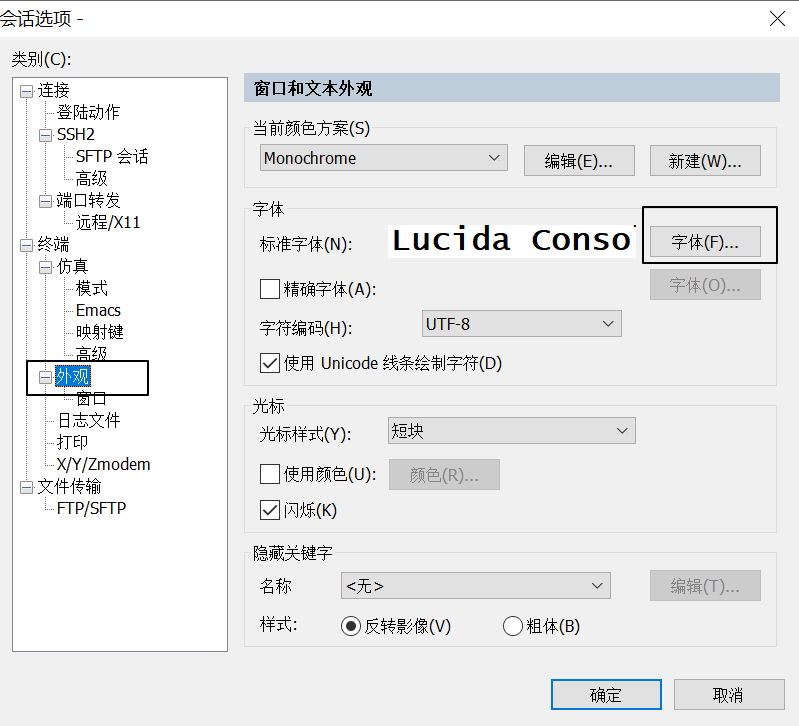 会话选项 -
类别(C):
连接
登陆动作
SSH2
SFTP 会话
高级
端口转发
远程/X11
终端
仿真
模式
Emacs
映射键
高级
外观
窗口
日志文件
打印
X/Y/Zmodem
文件传输
FTP/SFTP
窗口和文本外观
当前颜色方案(S)
Monochrome 编辑(E)... 新建(W)...
字体
标准字体(N): Lucida Consol 字体(F)...
精确字体(A): 字体(O)...
字符编码(H): UTF-8
使用 Unicode 线条绘制字符(D)
光标
光标样式(Y): 短块
使用颜色(U): 颜色(R)...
闪烁(K)
隐藏关键字
名称 <无> 编辑(T)...
样式: 反转影像(V) 粗体(B)
确定 取消